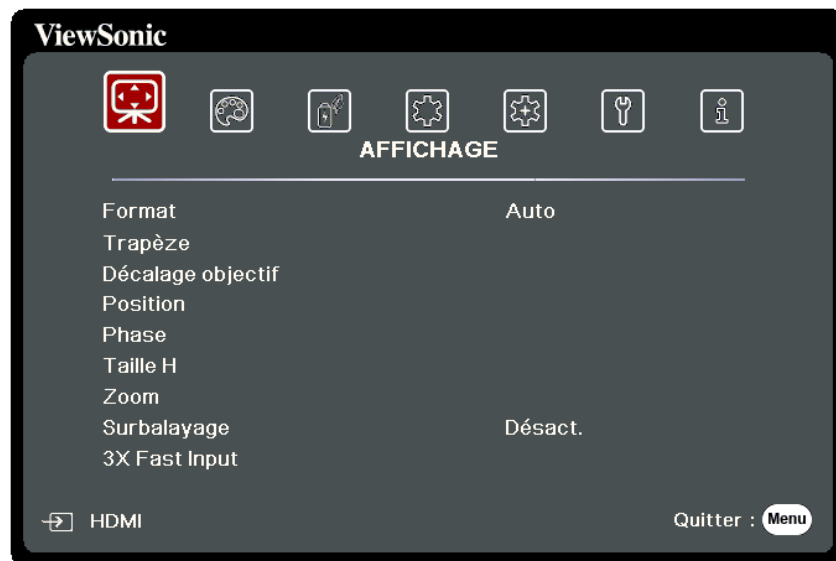 ViewSonic
AFFICHAGE
Format Auto
Trapèze
Décalage objectif
Position
Phase
Taille H
Zoom
Surbalayage Désact.
3X Fast Input
HDMI Quitter : Menu